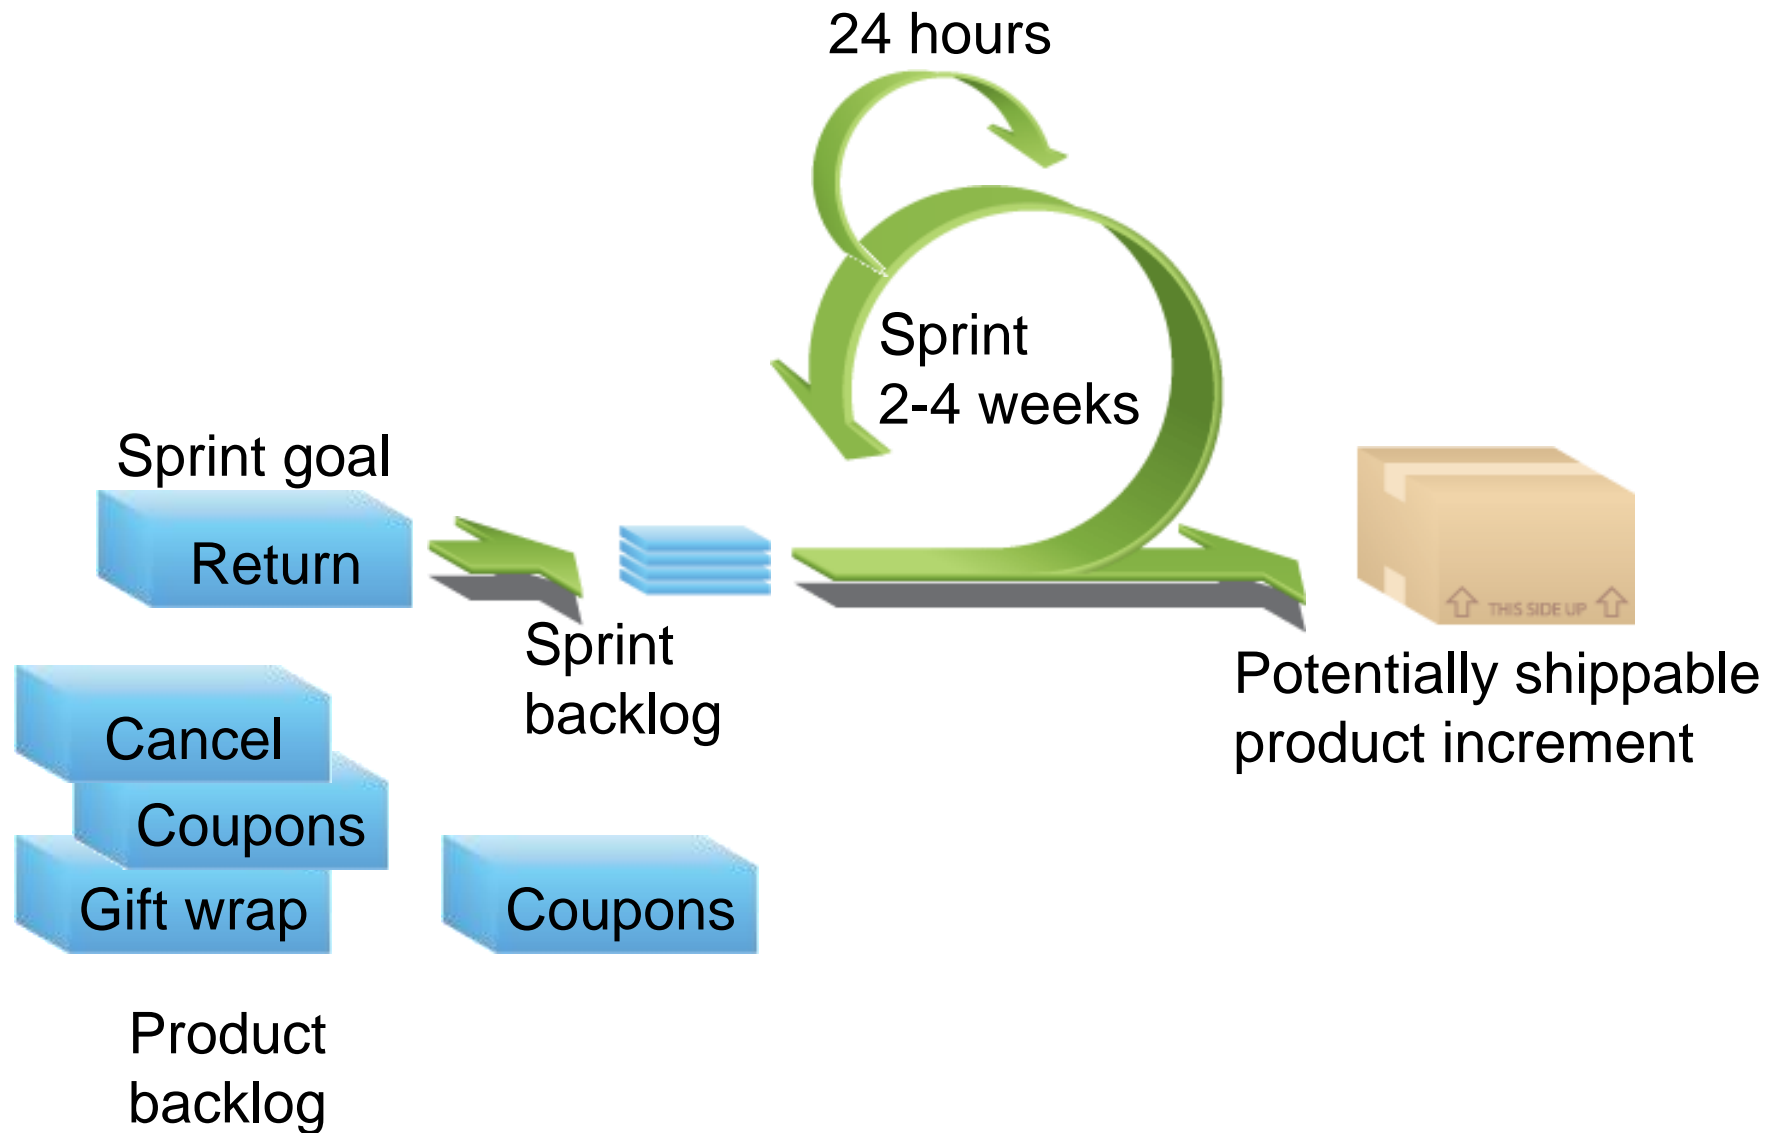 24 hours
Sprint
2-4 weeks
Sprint goal
Return
Sprint
backlog
THIS SIDE UP
Potentially shippable
product increment
Cancel
Coupons
Gift wrap
Coupons
Product
backlog